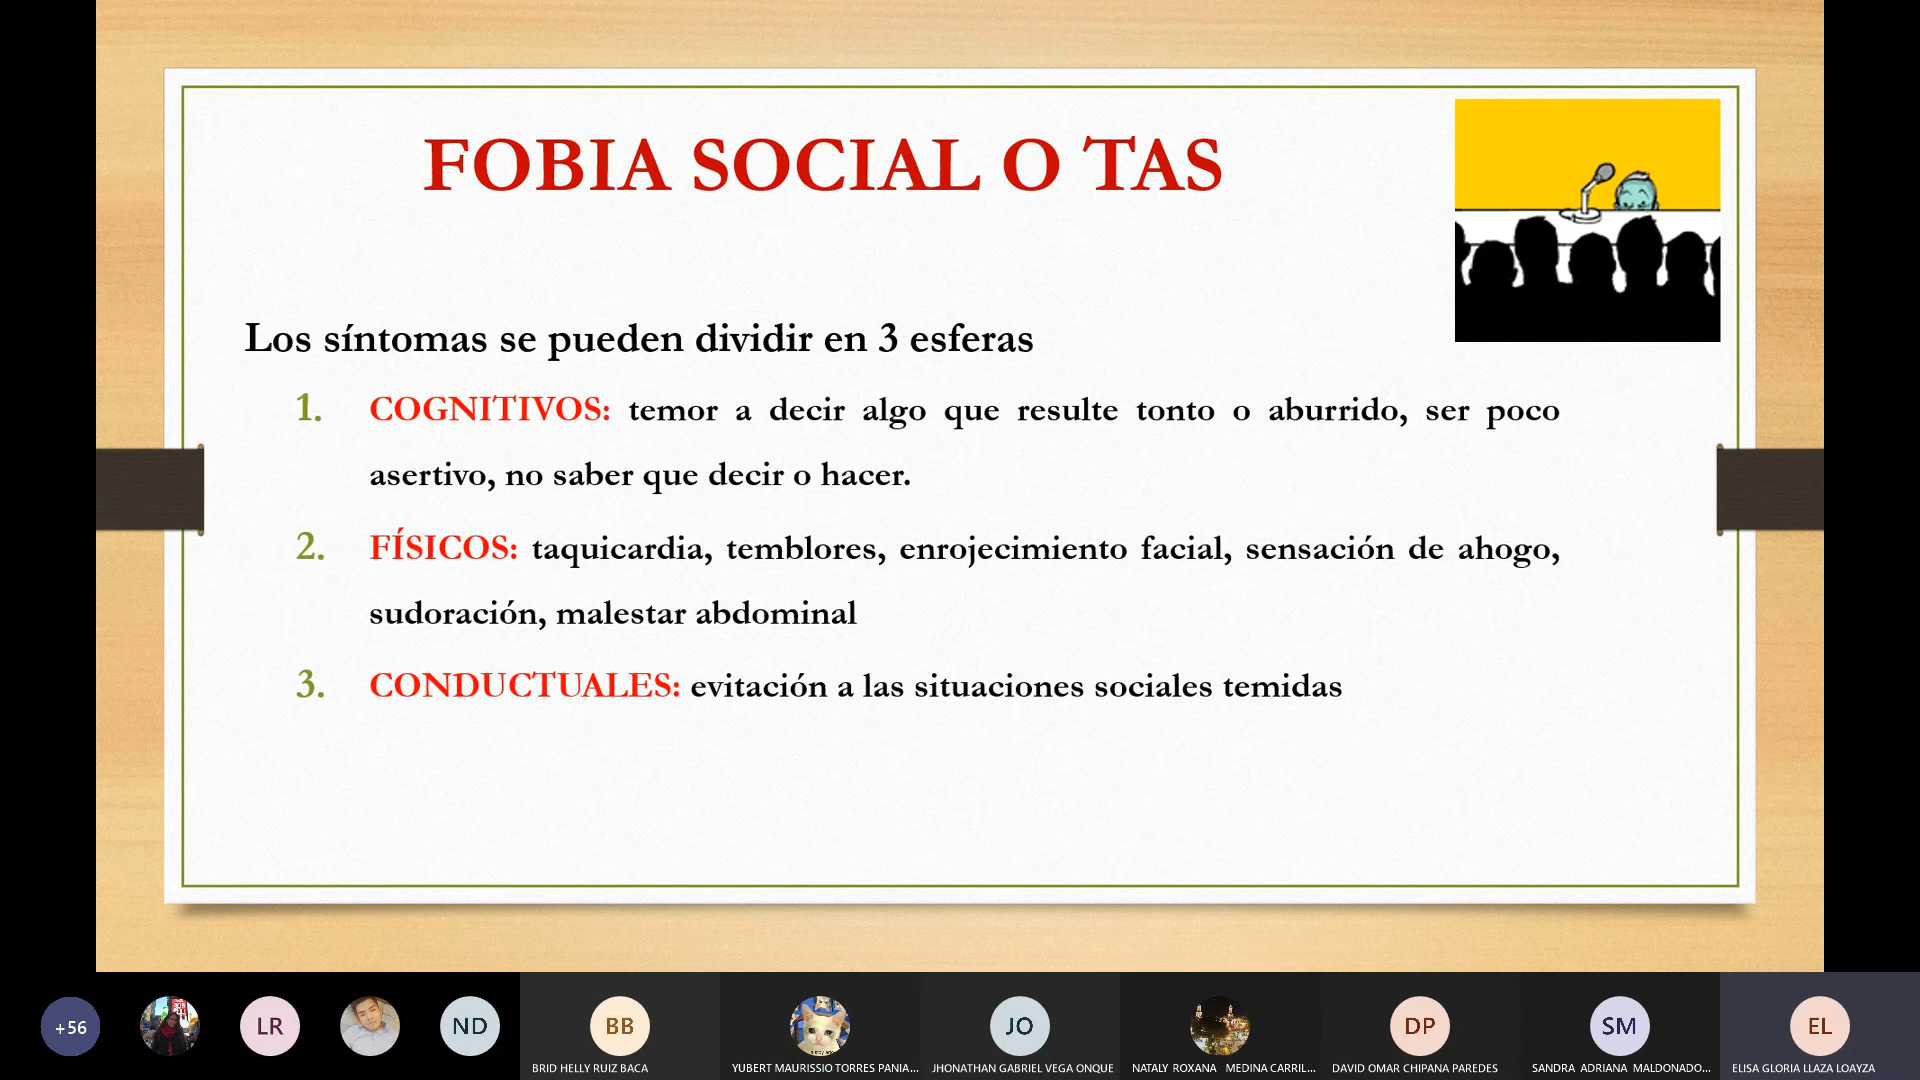 FOBIA SOCIAL O TAS
Los síntomas se pueden dividir en 3 esferas
1. COGNITIVOS: temor a decir algo que resulte tonto o aburrido, ser poco
asertivo, no saber que decir o hacer.
2. FÍSICOS: taquicardia, temblores, enrojecimiento facial, sensación de ahogo,
sudoración, malestar abdominal
3. CONDUCTUALES: evitación a las situaciones sociales temidas
+56
LR
ND
BB
JO
DP
SM
EL
BRID HELLY RUIZ BACA
YUBERT MAURISSIO TORRES PANIA...
JHONATHAN GABRIEL VEGA ONQUE
NATALY ROXANA MEDINA CARRIL...
DAVID OMAR CHIPANA PAREDES
SANDRA ADRIANA MALDONADO...
ELISA GLORIA LLAZA LOAYZA